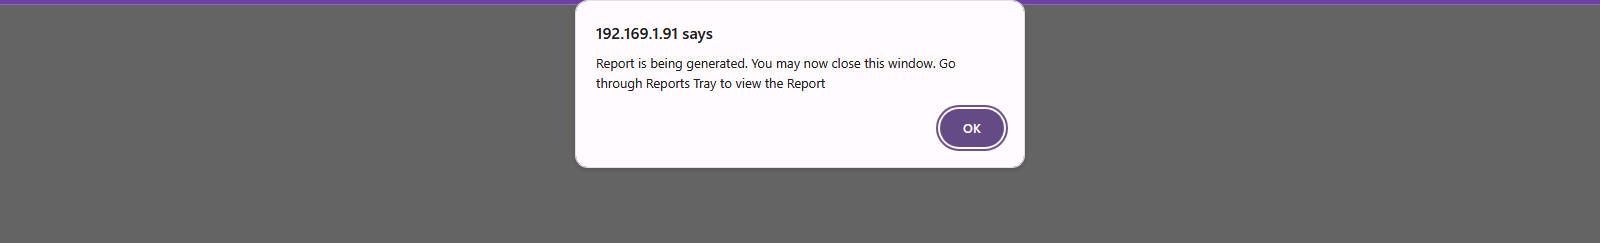 192.169.1.91 says
Report is being generated. You may now close this window. Go
through Reports Tray to view the Report
OK